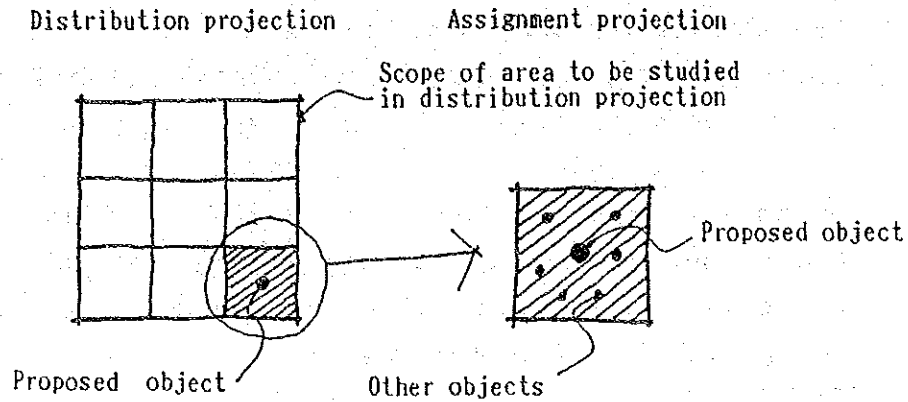 Distribution projection
Assignment projection
Scope of area to be studied
in distribution projection
Proposed object
Proposed object
Other objects